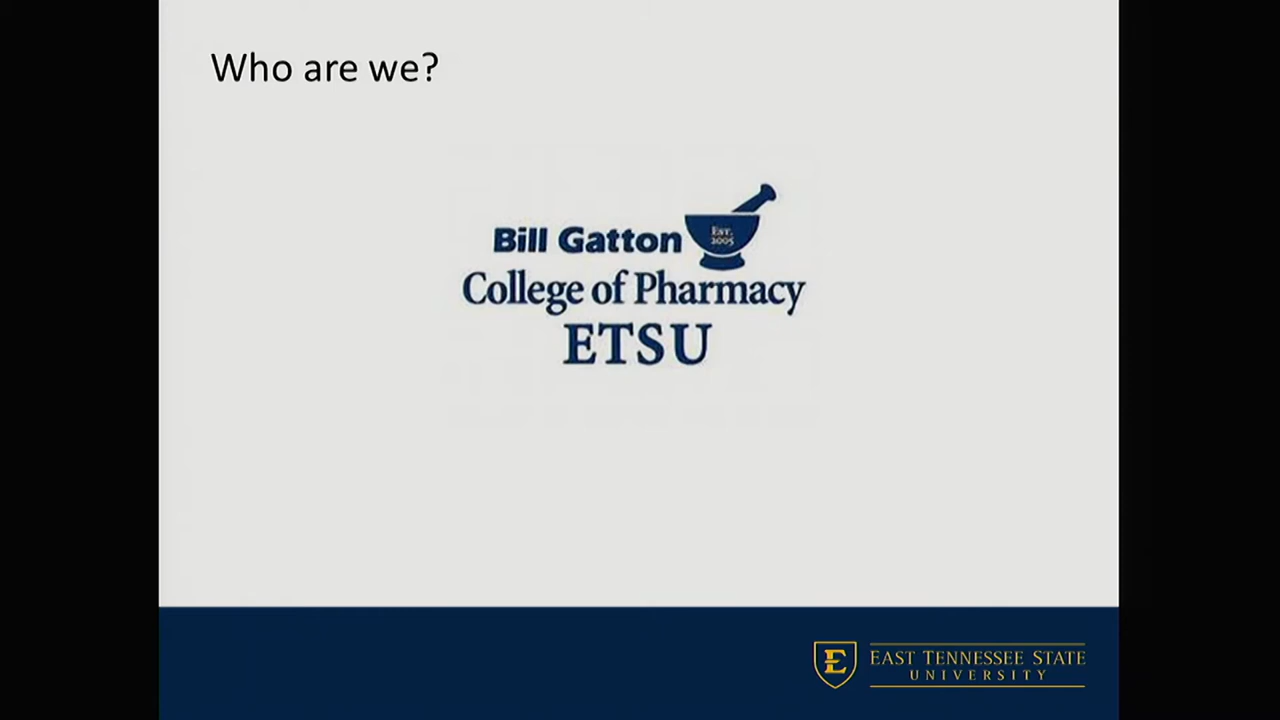 Who are we?
Bill Gatton
Est.
2005
College of Pharmacy
ETSU
E
EAST TENNESSEE STATE
UNIVERSITY